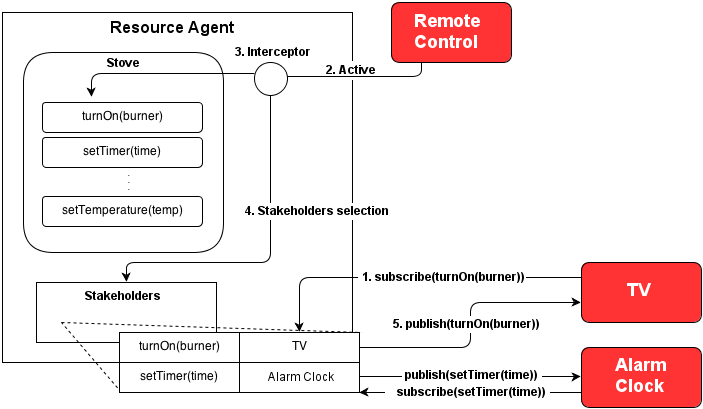 Resource Agent
Remote
Control
3. Interceptor
Stove
2. Active
turnOn(burner)
setTimer(time)
setTemperature(temp)
4. Stakeholders selection
1. subscribe(turnOn(burner))
TV
Stakeholders
5. publish(turnOn(burner))
turnOn(burner)
TV
setTimer(time)
Alarm Clock
publish(setTimer(time))
subscribe(setTimer(time))
Alarm
Clock